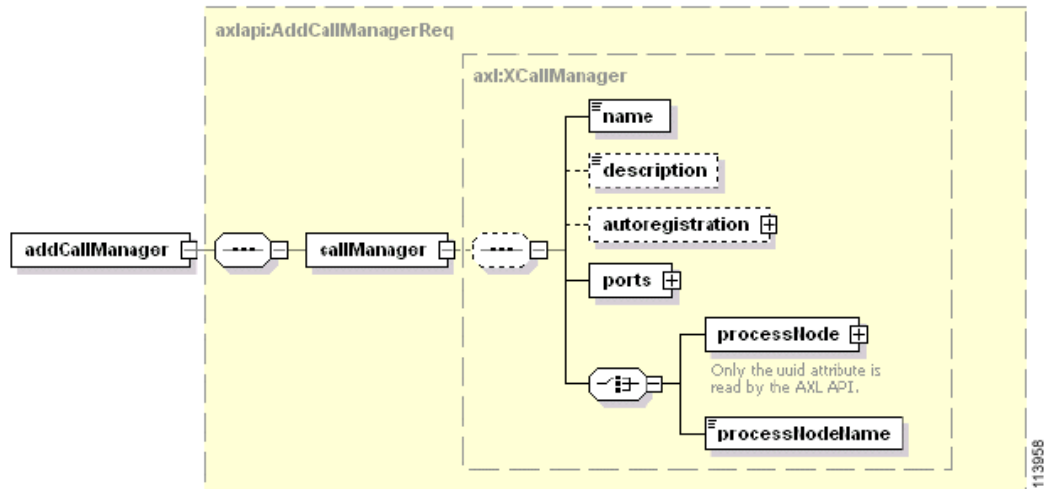 axlapi:AddCallManagerReq
axl:XCallManager
name
description
autoregistration
addCallManager
callManager
ports
processNode
Only the uuid attribute is
read by the AXL API.
processNodeName
113958